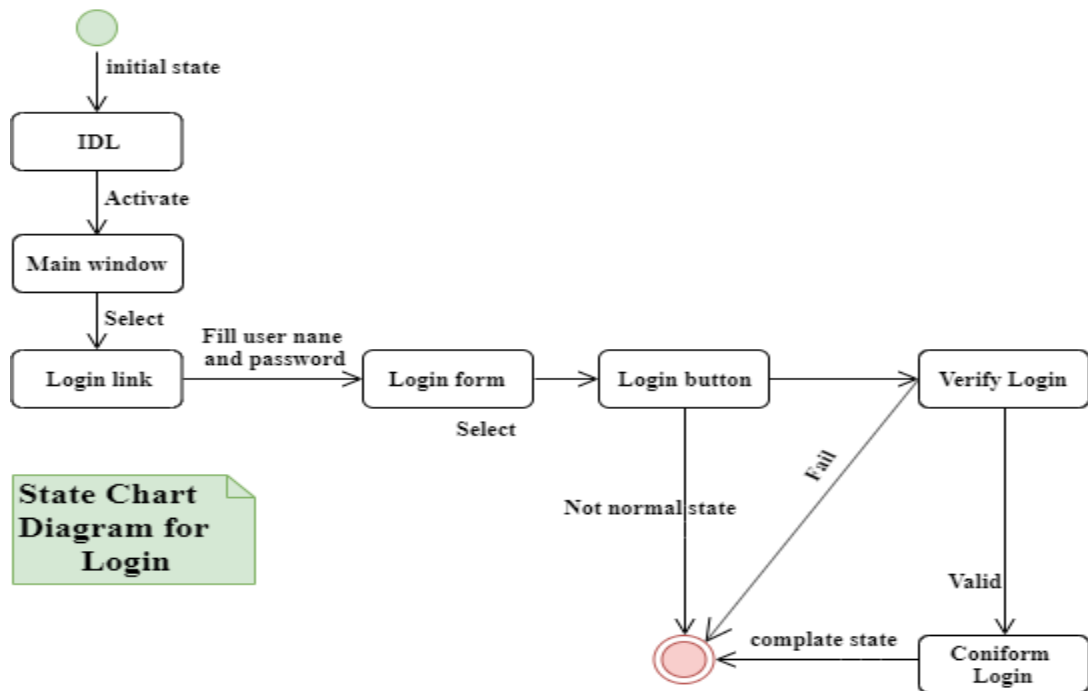 initial state
IDL
Activate
Main window
Select
Fill user nane
and password
Login link
Login form
Login button
Verify Login
Select
Fail
State Chart
Diagram for
Login
Not normal state
Valid
complate state
Coniform
Login